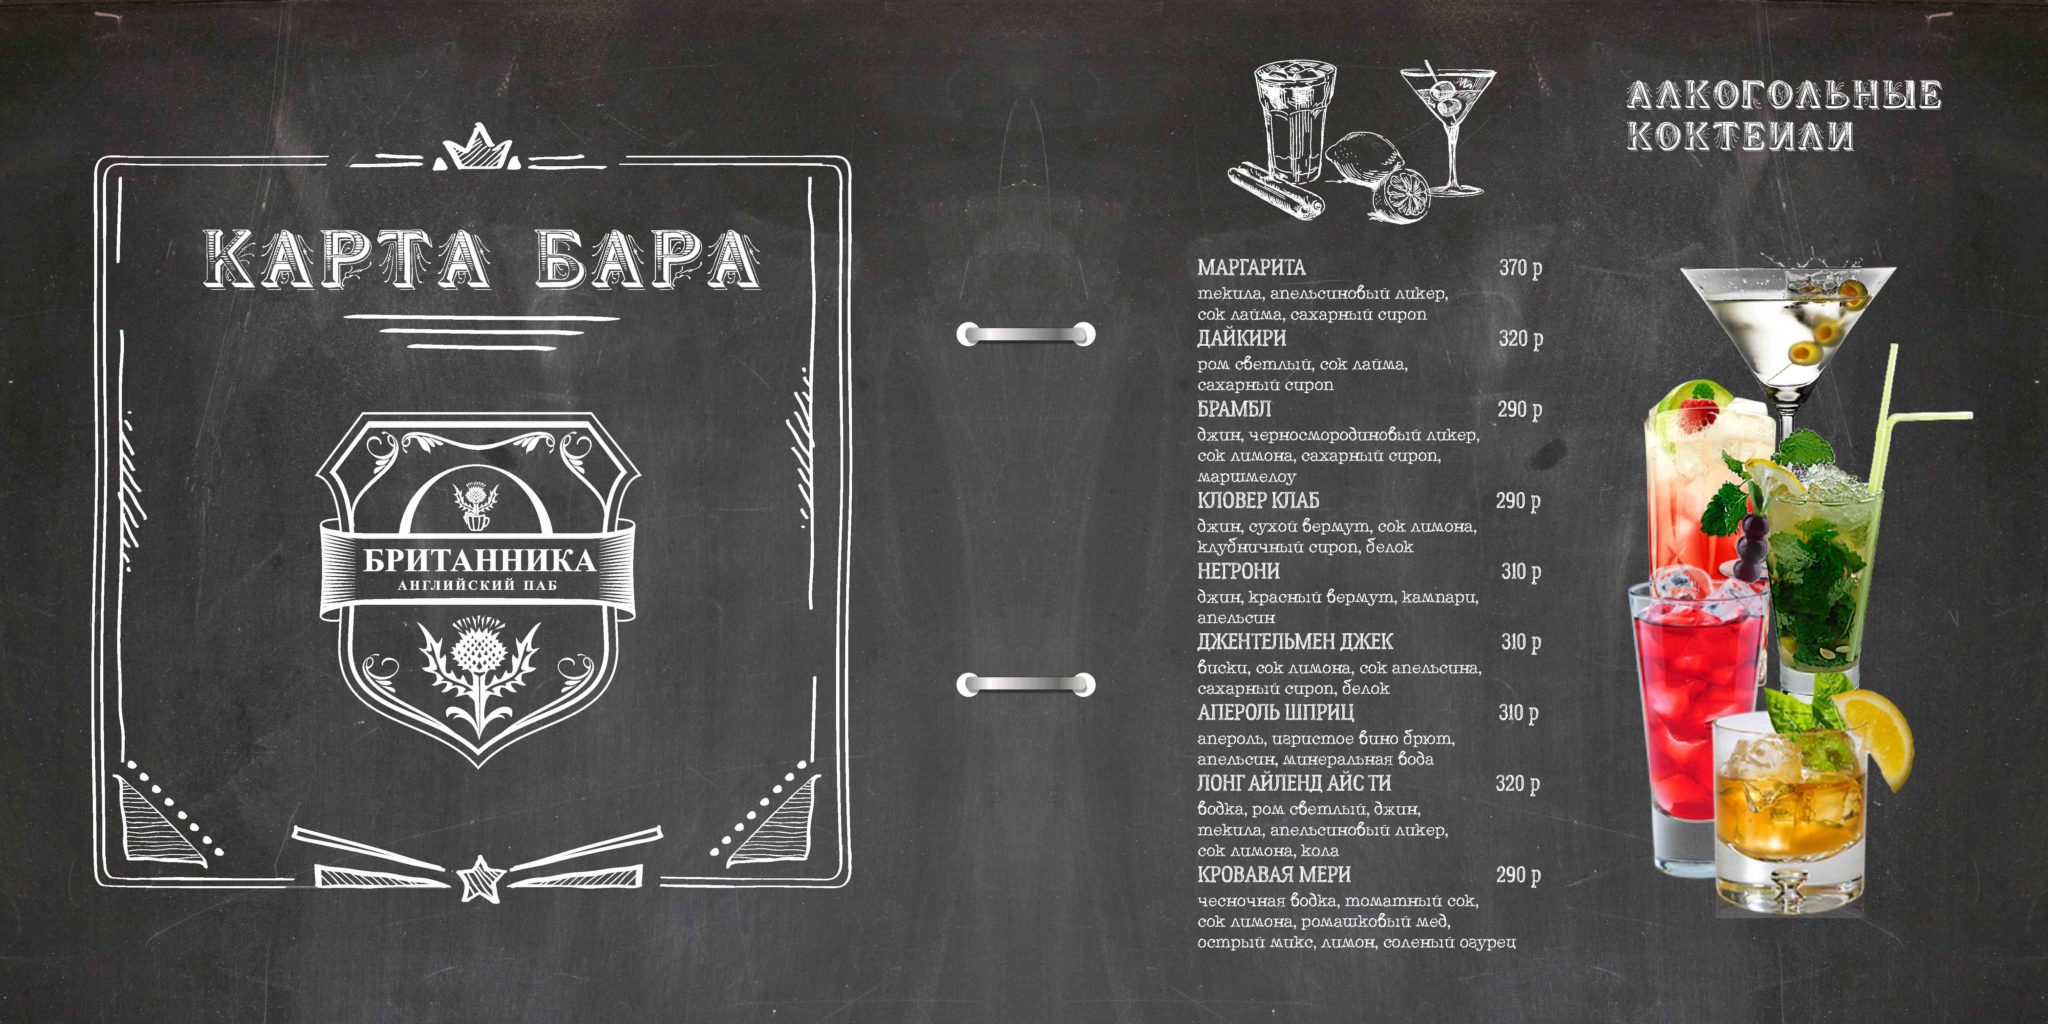 КАРТА БАРА
БРИТАННИКА
АНГЛИЙСКИЙ ПАБ
АЛКОГОЛЬНЫЕ
КОКТЕИЛИ
МАРГАРИТА 370 р
текила, апельсиновый ликер,
сок лайма, сахарный сироп
ДАЙКИРИ 320 р
ром светлый, сок лайма,
сахарный сироп
БРАМБЛ 290 р
джин, черносмородиновый ликер,
сок лимона, сахарный сироп,
маршмелоу
КЛОВЕР КЛАБ 290 р
джин, сухой вермут, сок лимона,
клубничный сироп, белок
НЕГРОНИ 310 р
джин, красный вермут, кампари,
апельсин
ДЖЕНТЕЛЬМЕН ДЖЕК 310 р
виски, сок лимона, сок апельсина,
сахарный сироп, белок
АПЕРОЛЬ ШПРИЦ 310 р
апероль, игристое вино брют,
апельсин, минеральная вода
ЛОНГ АЙЛЕНД АЙС ТИ 320 р
водка, ром светлый, джин,
текила, апельсиновый ликер,
сок лимона, кола
КРОВАВАЯ МЕРИ 290 р
чесночная водка, томатный сок,
сок лимона, ромашковый мед,
острый микс, лимон, соленый огурец